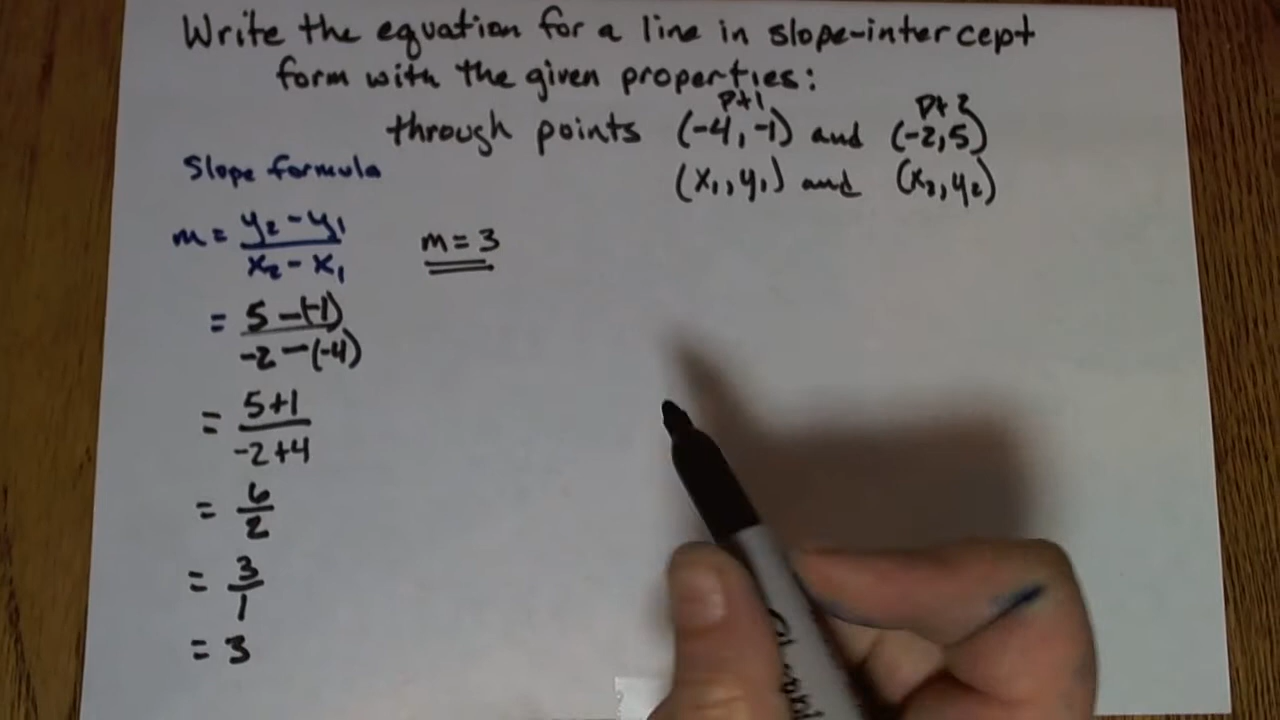 Write the equation for a line in slope-intercept
form with the given properties:
pt 1 pt 2
through points (-4,-1) and (-2,5)
(x₁,y₁) and (x₂,y₂)
Slope formula
m = y₂-y₁
x₂-x₁
m = 3
= 5-(-1)
-2-(-4)
= 5+1
-2+4
= 6
2
= 3
1
= 3